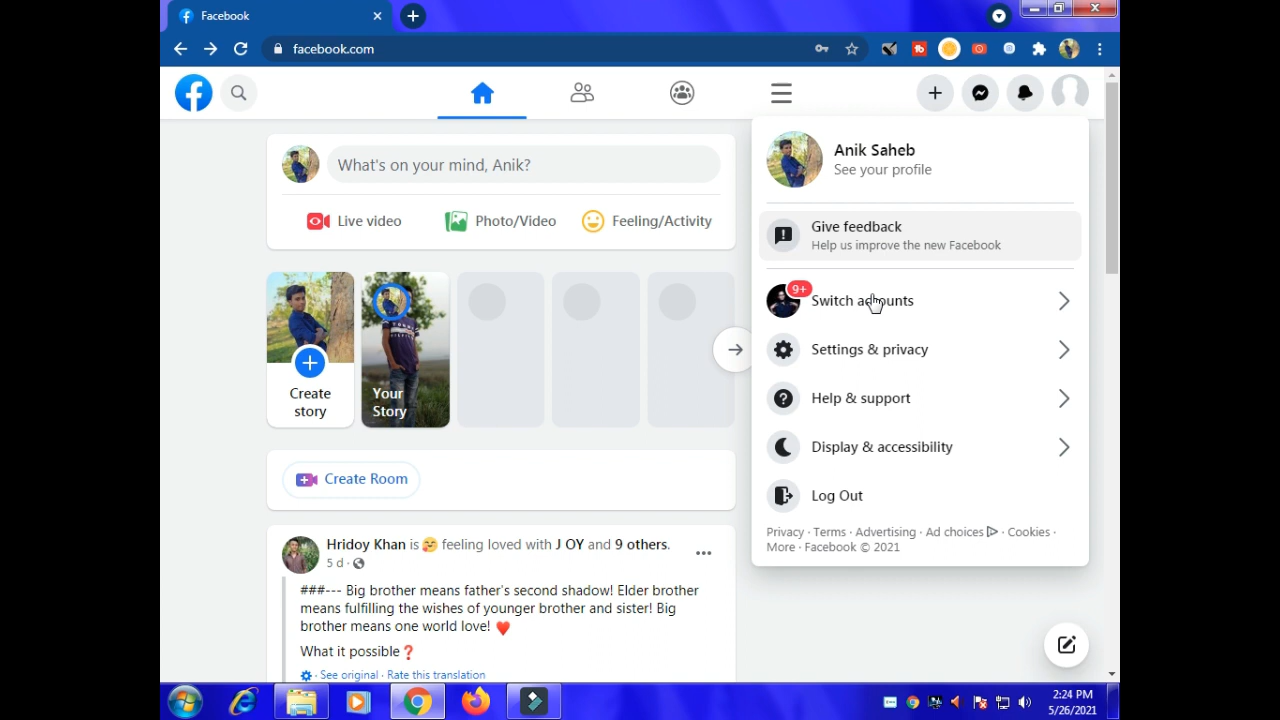 Facebook
facebook.com
What's on your mind, Anik?
Live video
Photo/Video
Feeling/Activity
Create
story
Your
Story
Create Room
Hridoy Khan is 🥰 feeling loved with J OY and 9 others.
5 d ·
###--- Big brother means father's second shadow! Elder brother
means fulfilling the wishes of younger brother and sister! Big
brother means one world love! ❤️
What it possible❓
· See original · Rate this translation
Anik Saheb
See your profile
Give feedback
Help us improve the new Facebook
9+
Switch accounts
Settings & privacy
Help & support
Display & accessibility
Log Out
Privacy · Terms · Advertising · Ad choices · Cookies ·
More · Facebook © 2021
2:24 PM
5/26/2021